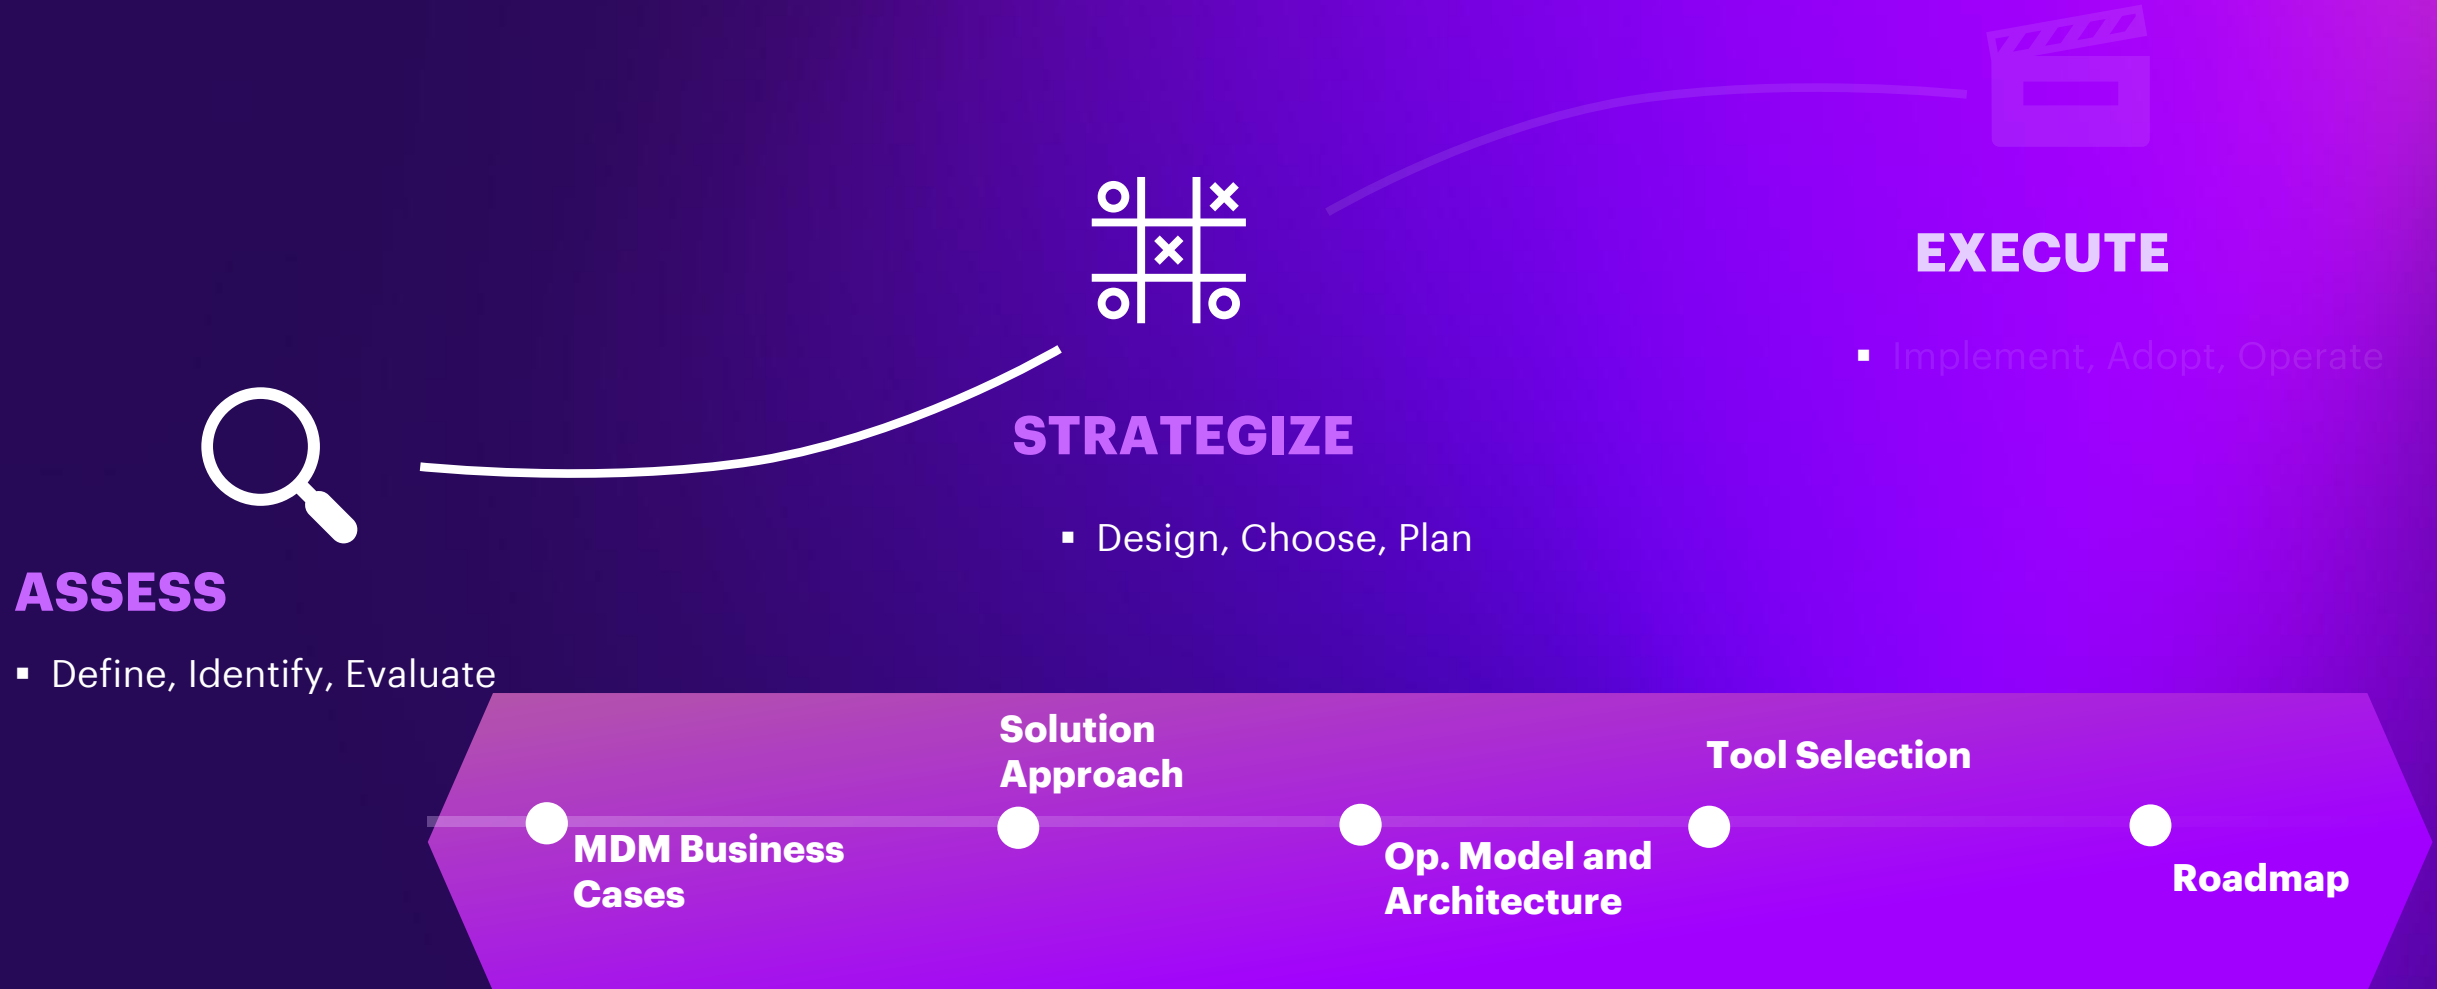 EXECUTE
▪ Implement, Adopt, Operate
STRATEGIZE
▪ Design, Choose, Plan
ASSESS
▪ Define, Identify, Evaluate
MDM Business
Cases
Solution
Approach
Op. Model and
Architecture
Tool Selection
Roadmap